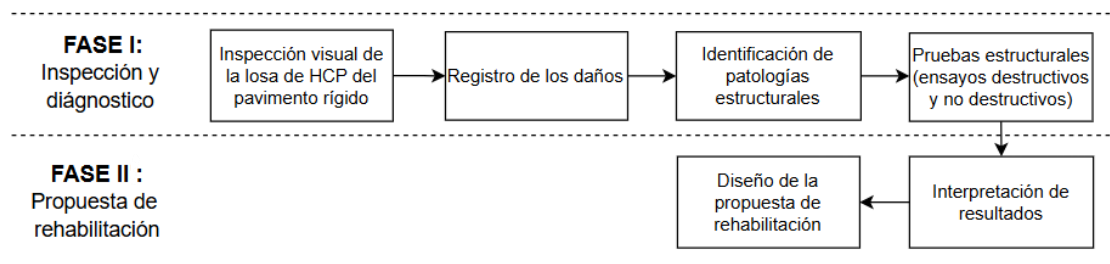 FASE I:
Inspección y
diágnostico
Inspección visual de
la losa de HCP del
pavimento rígido
Registro de los daños
Identificación de
patologías
estructurales
Pruebas estructurales
(ensayos destructivos
y no destructivos)
FASE II :
Propuesta de
rehabilitación
Diseño de la
propuesta de
rehabilitación
Interpretación de
resultados